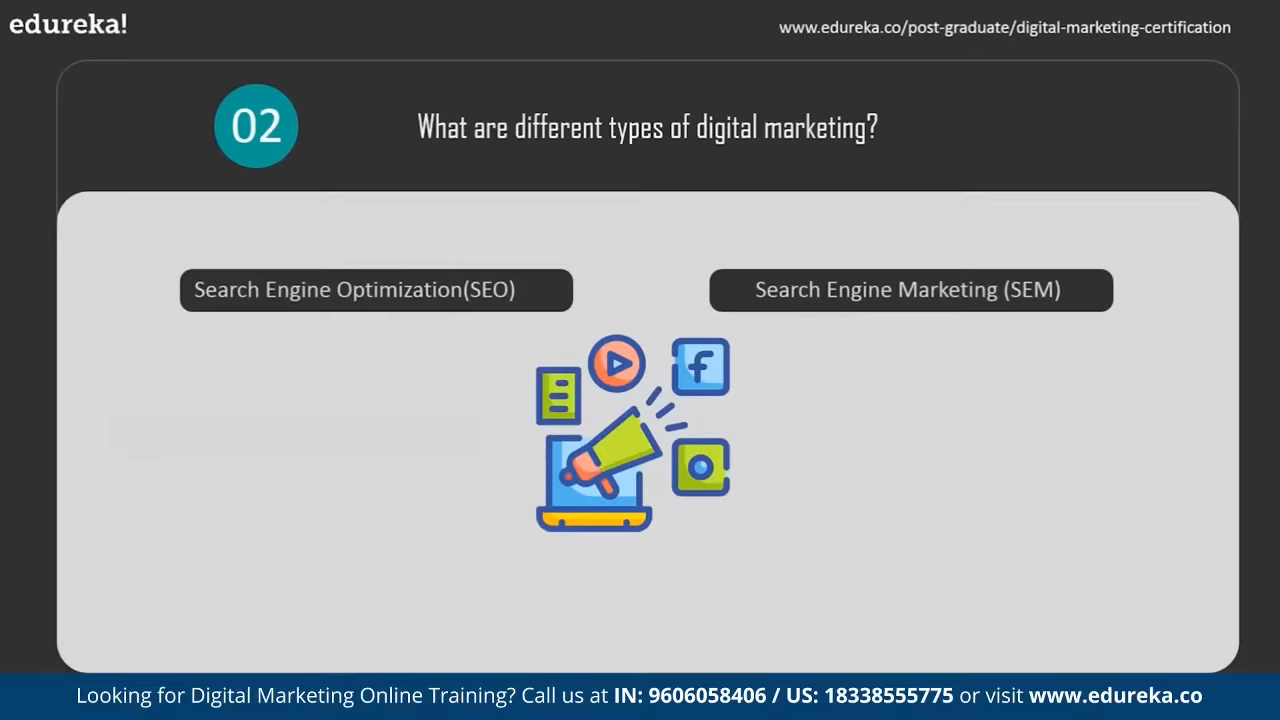 edureka!
www.edureka.co/post-graduate/digital-marketing-certification
02
What are different types of digital marketing?
Search Engine Optimization(SEO)
Search Engine Marketing (SEM)
Looking for Digital Marketing Online Training? Call us at IN: 9606058406 / US: 18338555775 or visit www.edureka.co